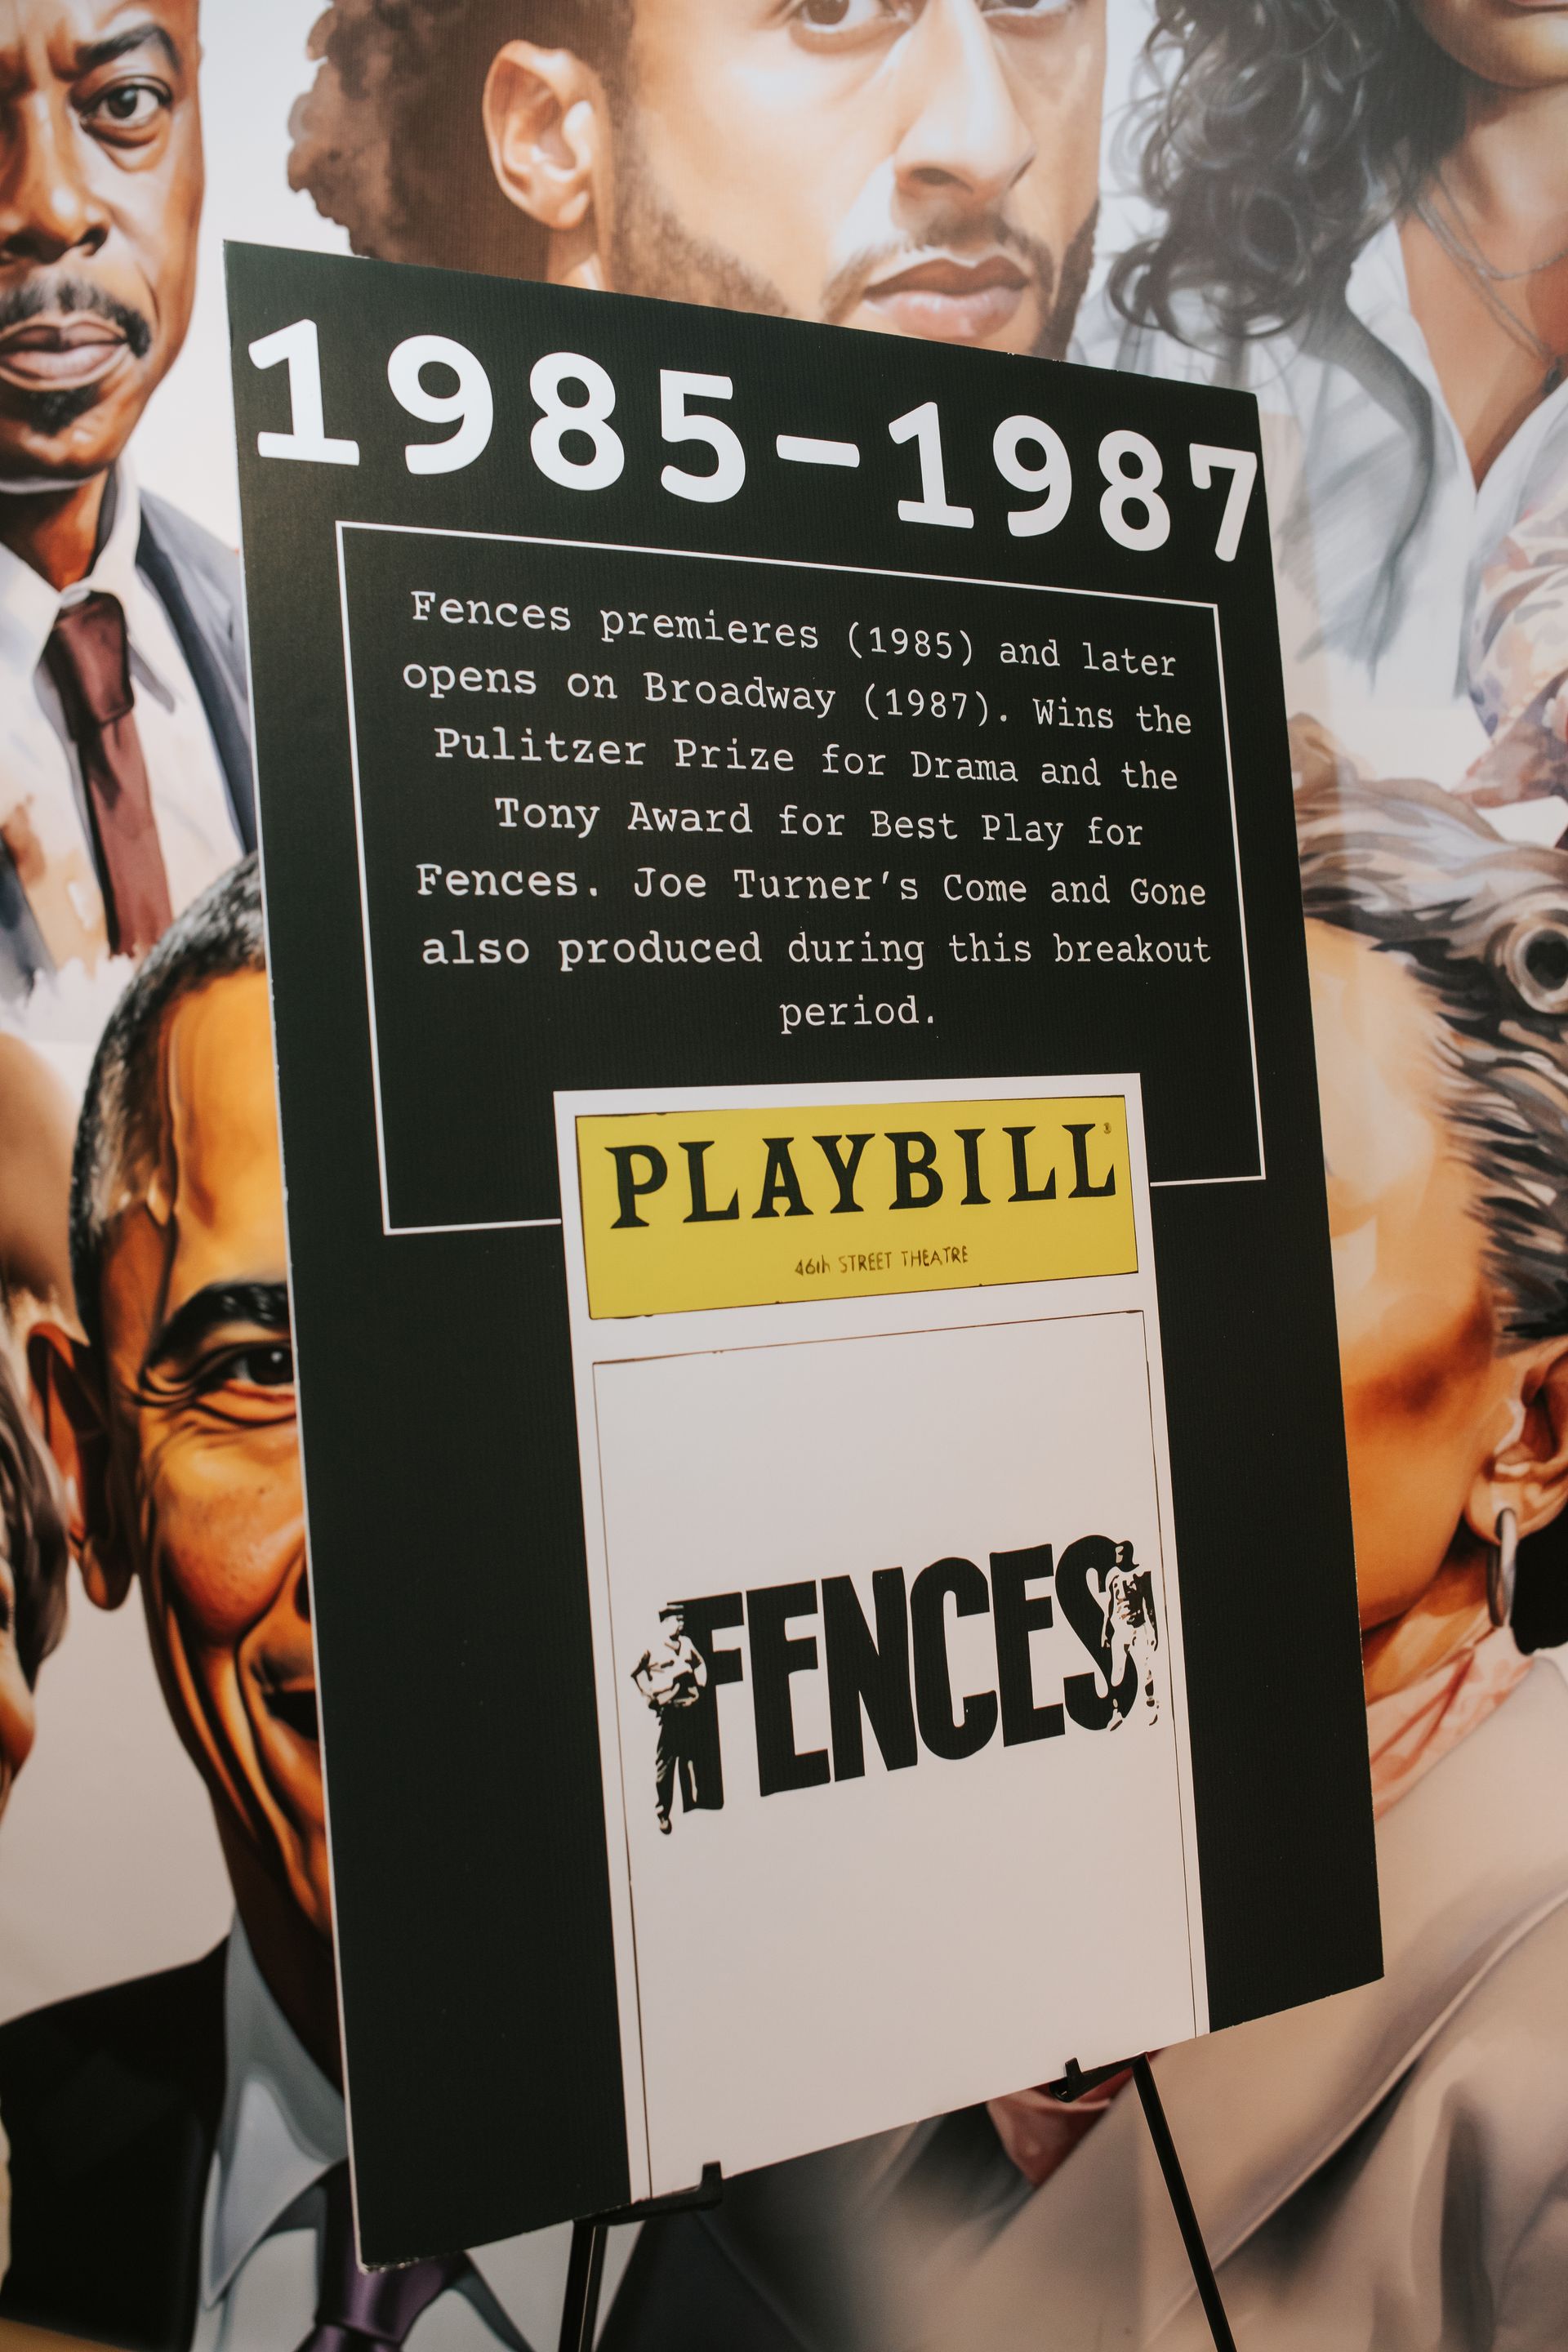 1985-1987
Fences premieres (1985) and later
opens on Broadway (1987). Wins the
Pulitzer Prize for Drama and the
Tony Award for Best Play for
Fences. Joe Turner's Come and Gone
also produced during this breakout
period.
PLAYBILL®
46th STREET THEATRE
FENCES